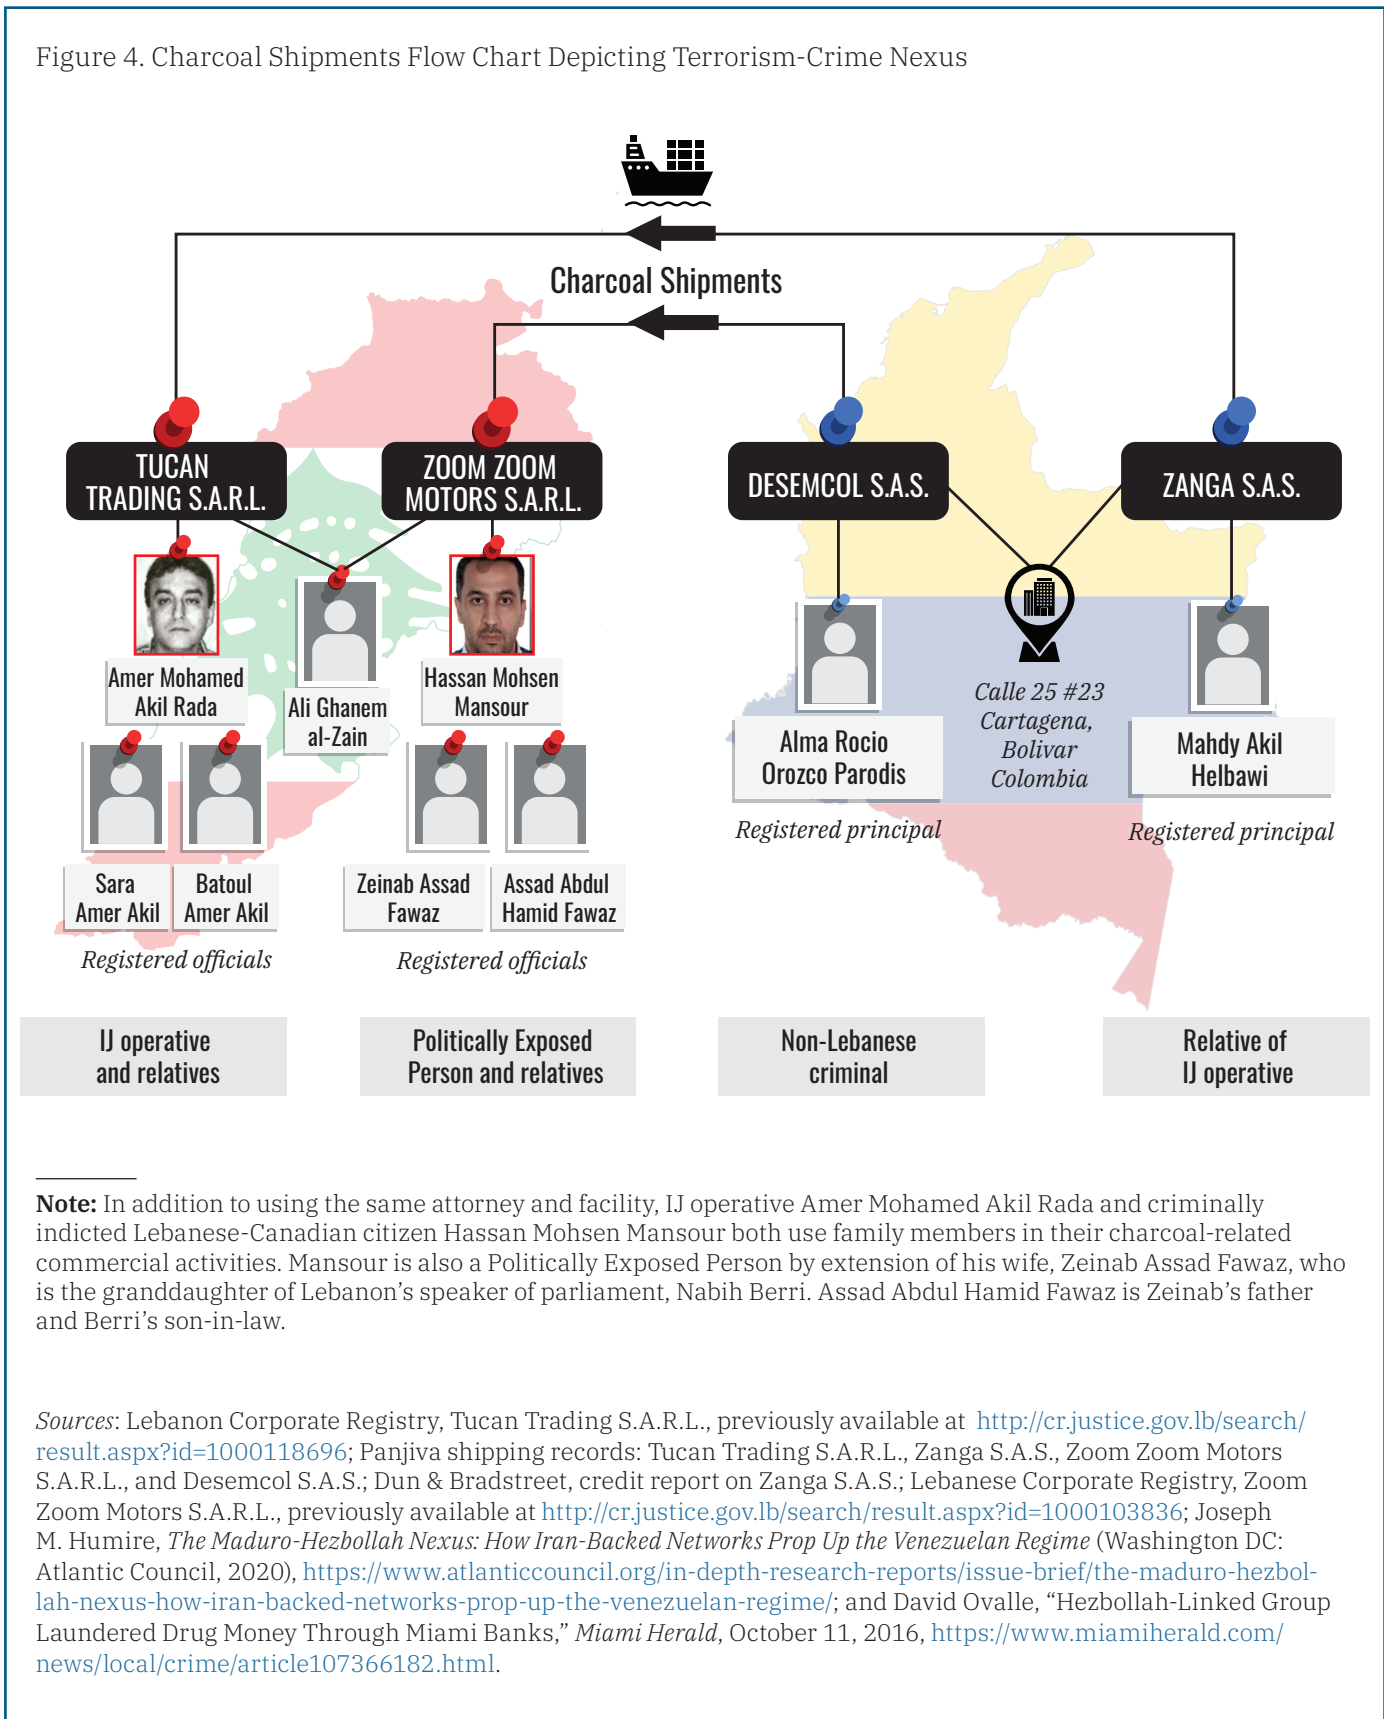 Figure 4. Charcoal Shipments Flow Chart Depicting Terrorism-Crime Nexus
Charcoal Shipments
TUCAN
TRADING S.A.R.L.
ZOOM ZOOM
MOTORS S.A.R.L.
DESEMCOL S.A.S.
ZANGA S.A.S.
Amer Mohamed
Akil Rada
Ali Ghanem
al-Zain
Hassan Mohsen
Mansour
Alma Rocio
Orozco Parodis
Registered principal
Calle 25 #23
Cartagena,
Bolivar
Colombia
Mahdy Akil
Helbawi
Registered principal
Sara
Amer Akil
Batoul
Amer Akil
Registered officials
Zeinab Assad
Fawaz
Assad Abdul
Hamid Fawaz
Registered officials
IJ operative
and relatives
Politically Exposed
Person and relatives
Non-Lebanese
criminal
Relative of
IJ operative
Note: In addition to using the same attorney and facility, IJ operative Amer Mohamed Akil Rada and criminally
indicted Lebanese-Canadian citizen Hassan Mohsen Mansour both use family members in their charcoal-related
commercial activities. Mansour is also a Politically Exposed Person by extension of his wife, Zeinab Assad Fawaz, who
is the granddaughter of Lebanon's speaker of parliament, Nabih Berri. Assad Abdul Hamid Fawaz is Zeinab's father
and Berri's son-in-law.
Sources: Lebanon Corporate Registry, Tucan Trading S.A.R.L., previously available at http://cr.justice.gov.lb/search/
result.aspx?id=1000118696; Panjiva shipping records: Tucan Trading S.A.R.L., Zanga S.A.S., Zoom Zoom Motors
S.A.R.L., and Desemcol S.A.S.; Dun & Bradstreet, credit report on Zanga S.A.S.; Lebanese Corporate Registry, Zoom
Zoom Motors S.A.R.L., previously available at http://cr.justice.gov.lb/search/result.aspx?id=1000103836; Joseph
M. Humire, The Maduro-Hezbollah Nexus: How Iran-Backed Networks Prop Up the Venezuelan Regime (Washington DC:
Atlantic Council, 2020), https://www.atlanticcouncil.org/in-depth-research-reports/issue-brief/the-maduro-hezbol-
lah-nexus-how-iran-backed-networks-prop-up-the-venezuelan-regime/; and David Ovalle, “Hezbollah-Linked Group
Laundered Drug Money Through Miami Banks,” Miami Herald, October 11, 2016, https://www.miamiherald.com/
news/local/crime/article107366182.html.